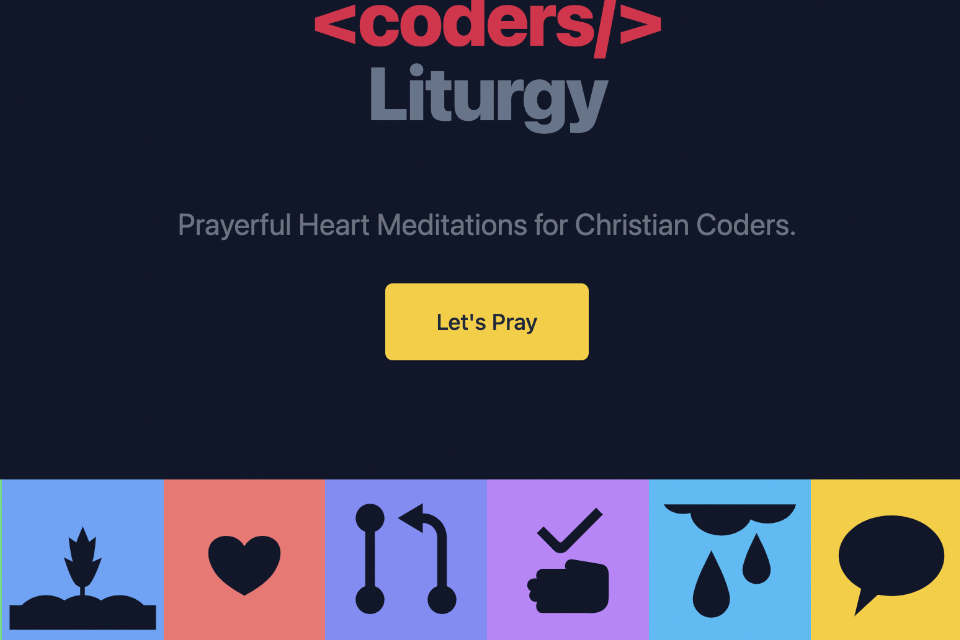 <coders/>
Liturgy
Prayerful Heart Meditations for Christian Coders.
Let's Pray